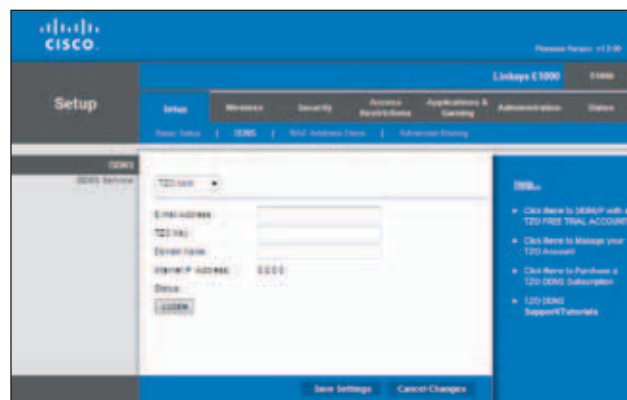 CISCO
Firmware Version: v1.0.00
Linksys E1000
E1000
Setup
Setup
Wireless
Security
Access Restrictions
Applications & Gaming
Administration
Status
Basic Setup | DDNS | MAC Address Clone | Advanced Routing
DDNS
DDNS Service
TZO.com
E-mail Address:
TZO Key:
Domain Name:
Internet IP Address: 0.0.0.0
Status:
Update
Help...
Click Here to SIGNUP with a TZO FREE TRIAL ACCOUNT
Click Here to Manage your TZO Account
Click Here to Purchase a TZO DDNS Subscription
TZO DDNS Support/Tutorials
Save Settings
Cancel Changes